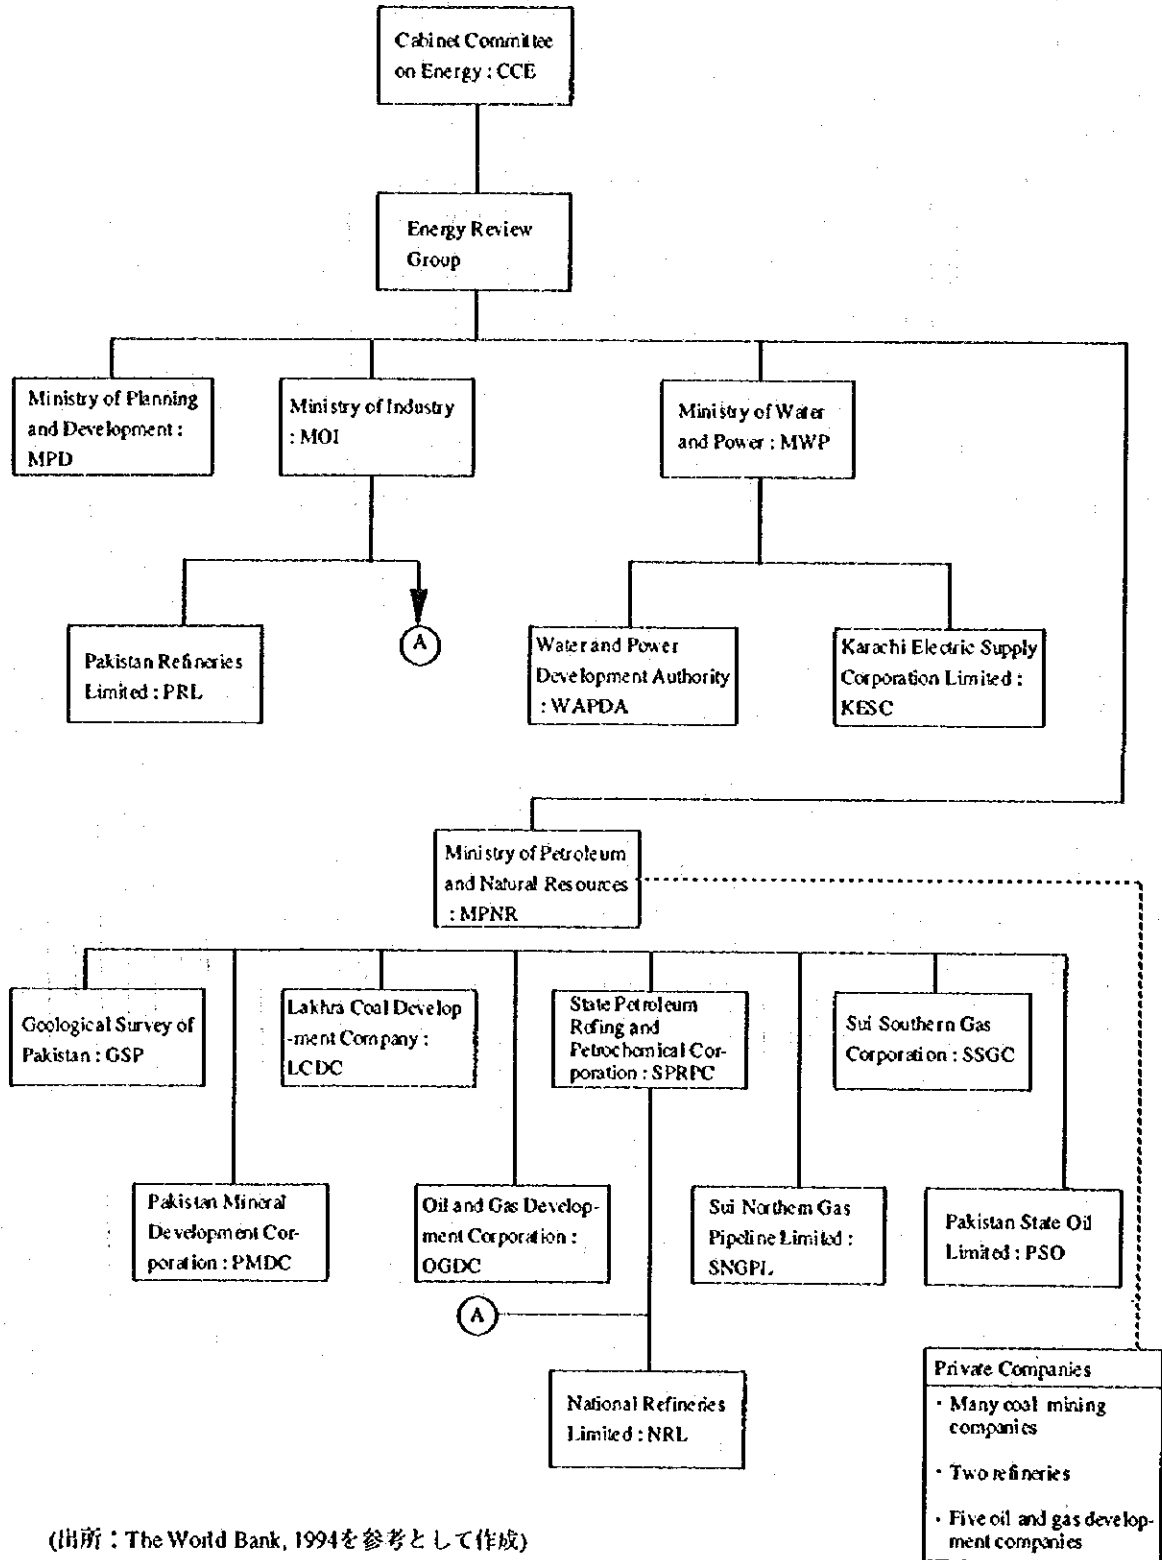 Cabinet Committee
on Energy : CCE
Energy Review
Group
Ministry of Planning
and Development :
MPD
Ministry of Industry
: MOI
Ministry of Water
and Power : MWP
Pakistan Refineries
Limited : PRL
A
Water and Power
Development Authority
: WAPDA
Karachi Electric Supply
Corporation Limited :
KESC
Ministry of Petroleum
and Natural Resources
: MPNR
Geological Survey of
Pakistan : GSP
Lakhra Coal Develop
-ment Company :
LCDC
State Petroleum
Refing and
Petrochemical Cor-
poration : SPRPC
Sui Southern Gas
Corporation : SSGC
Pakistan Mineral
Development Cor-
poration : PMDC
Oil and Gas Develop-
ment Corporation :
OGDC
Sui Northern Gas
Pipeline Limited :
SNGPL
Pakistan State Oil
Limited : PSO
A
National Refineries
Limited : NRL
Private Companies
・ Many coal mining
companies
・ Two refineries
・ Five oil and gas develop-
ment companies
(出所：The World Bank, 1994を参考として作成)